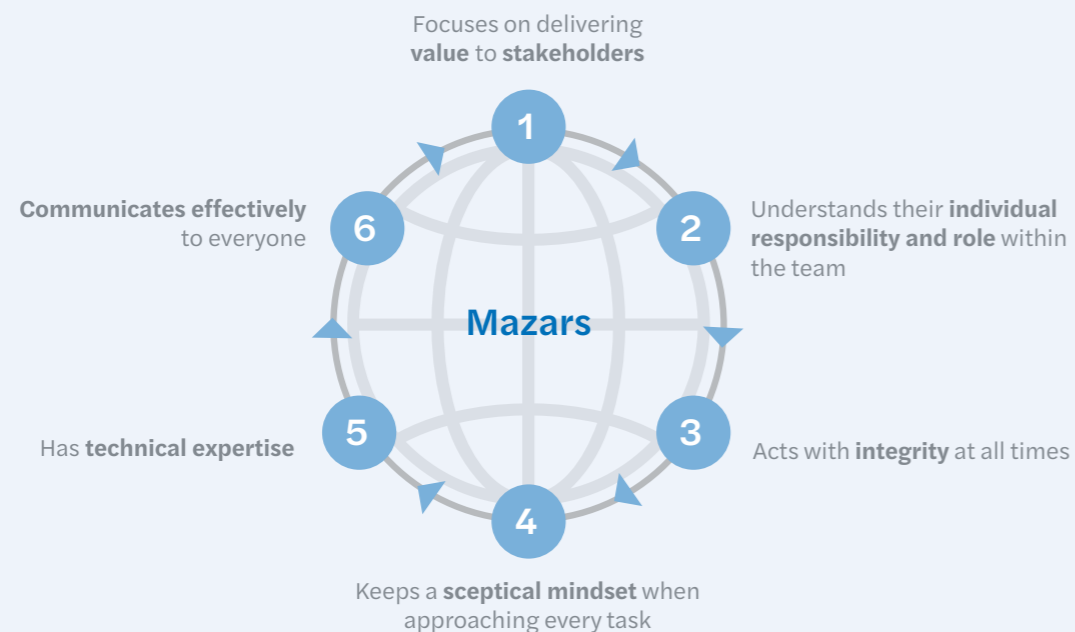 Focuses on delivering
value to stakeholders
1
2
Understands their individual
responsibility and role within
the team
3
Acts with integrity at all times
4
Keeps a sceptical mindset when
approaching every task
5
Has technical expertise
6
Communicates effectively
to everyone
Mazars